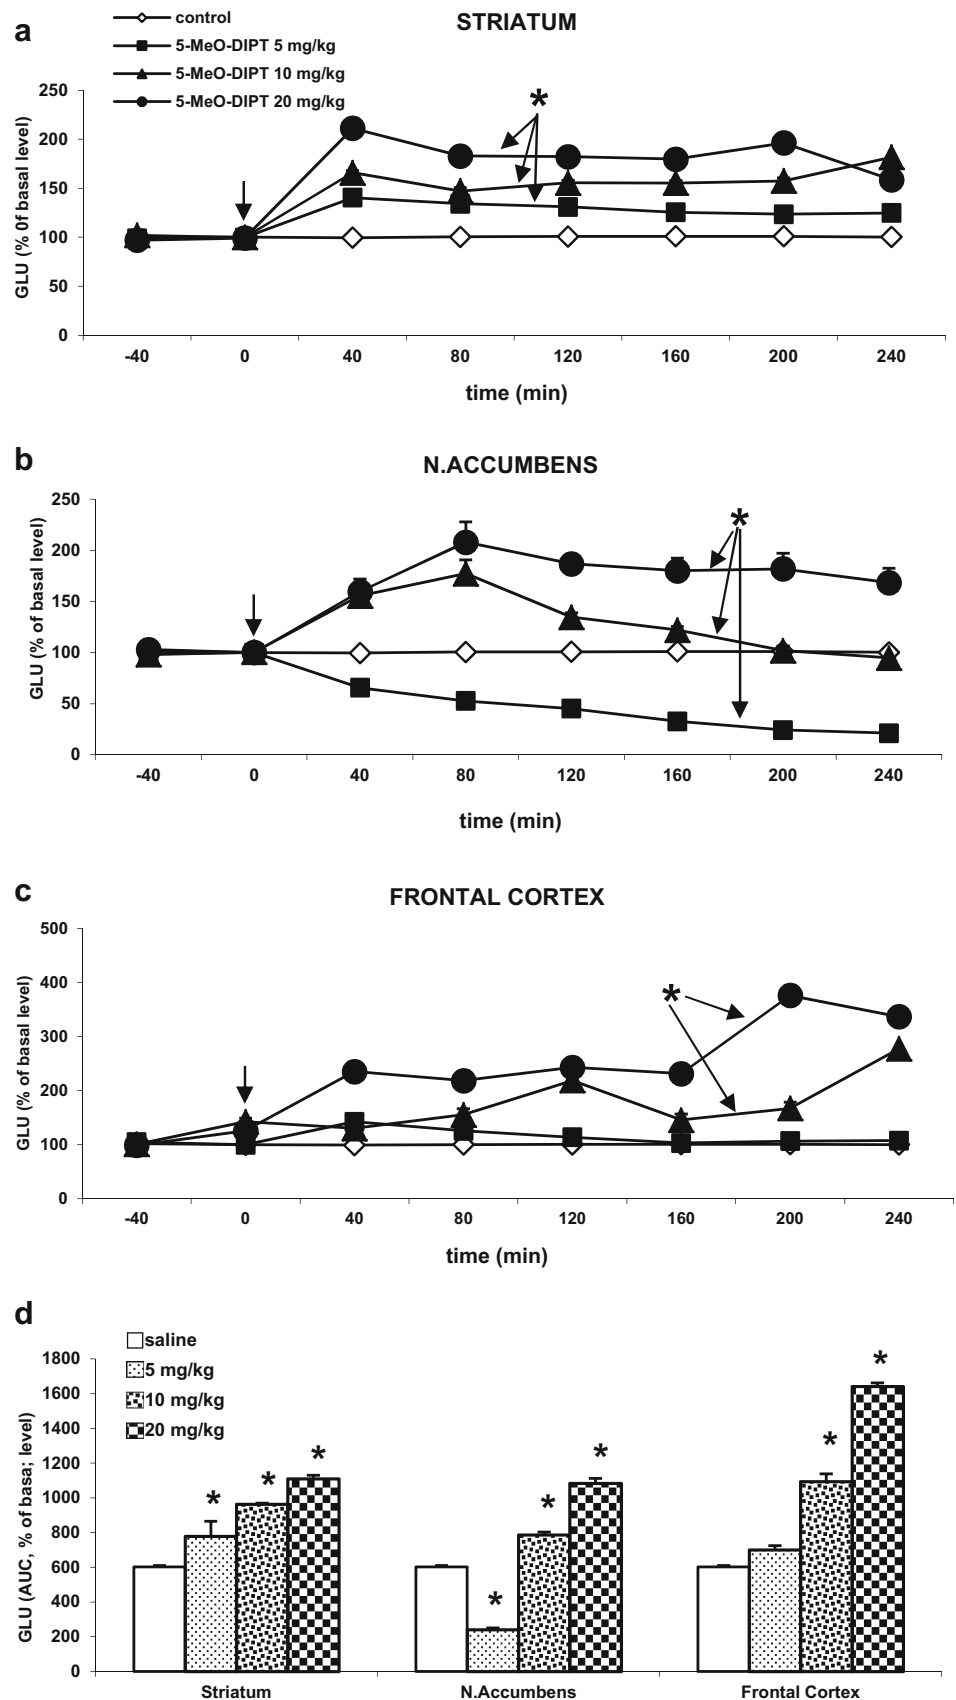 a
STRIATUM
control
5-MeO-DIPT 5 mg/kg
5-MeO-DIPT 10 mg/kg
5-MeO-DIPT 20 mg/kg
GLU (% 0f basal level)
250
200
150
100
50
0
*
-40 0 40 80 120 160 200 240
time (min)
b
N.ACCUMBENS
GLU (% of basal level)
250
200
150
100
50
0
*
-40 0 40 80 120 160 200 240
time (min)
c
FRONTAL CORTEX
GLU (% of basal level)
500
400
300
200
100
0
*
-40 0 40 80 120 160 200 240
time (min)
d
saline
5 mg/kg
10 mg/kg
20 mg/kg
GLU (AUC, % of basa; level)
1800
1600
1400
1200
1000
800
600
400
200
0
* * *
* * *
* *
Striatum N.Accumbens Frontal Cortex